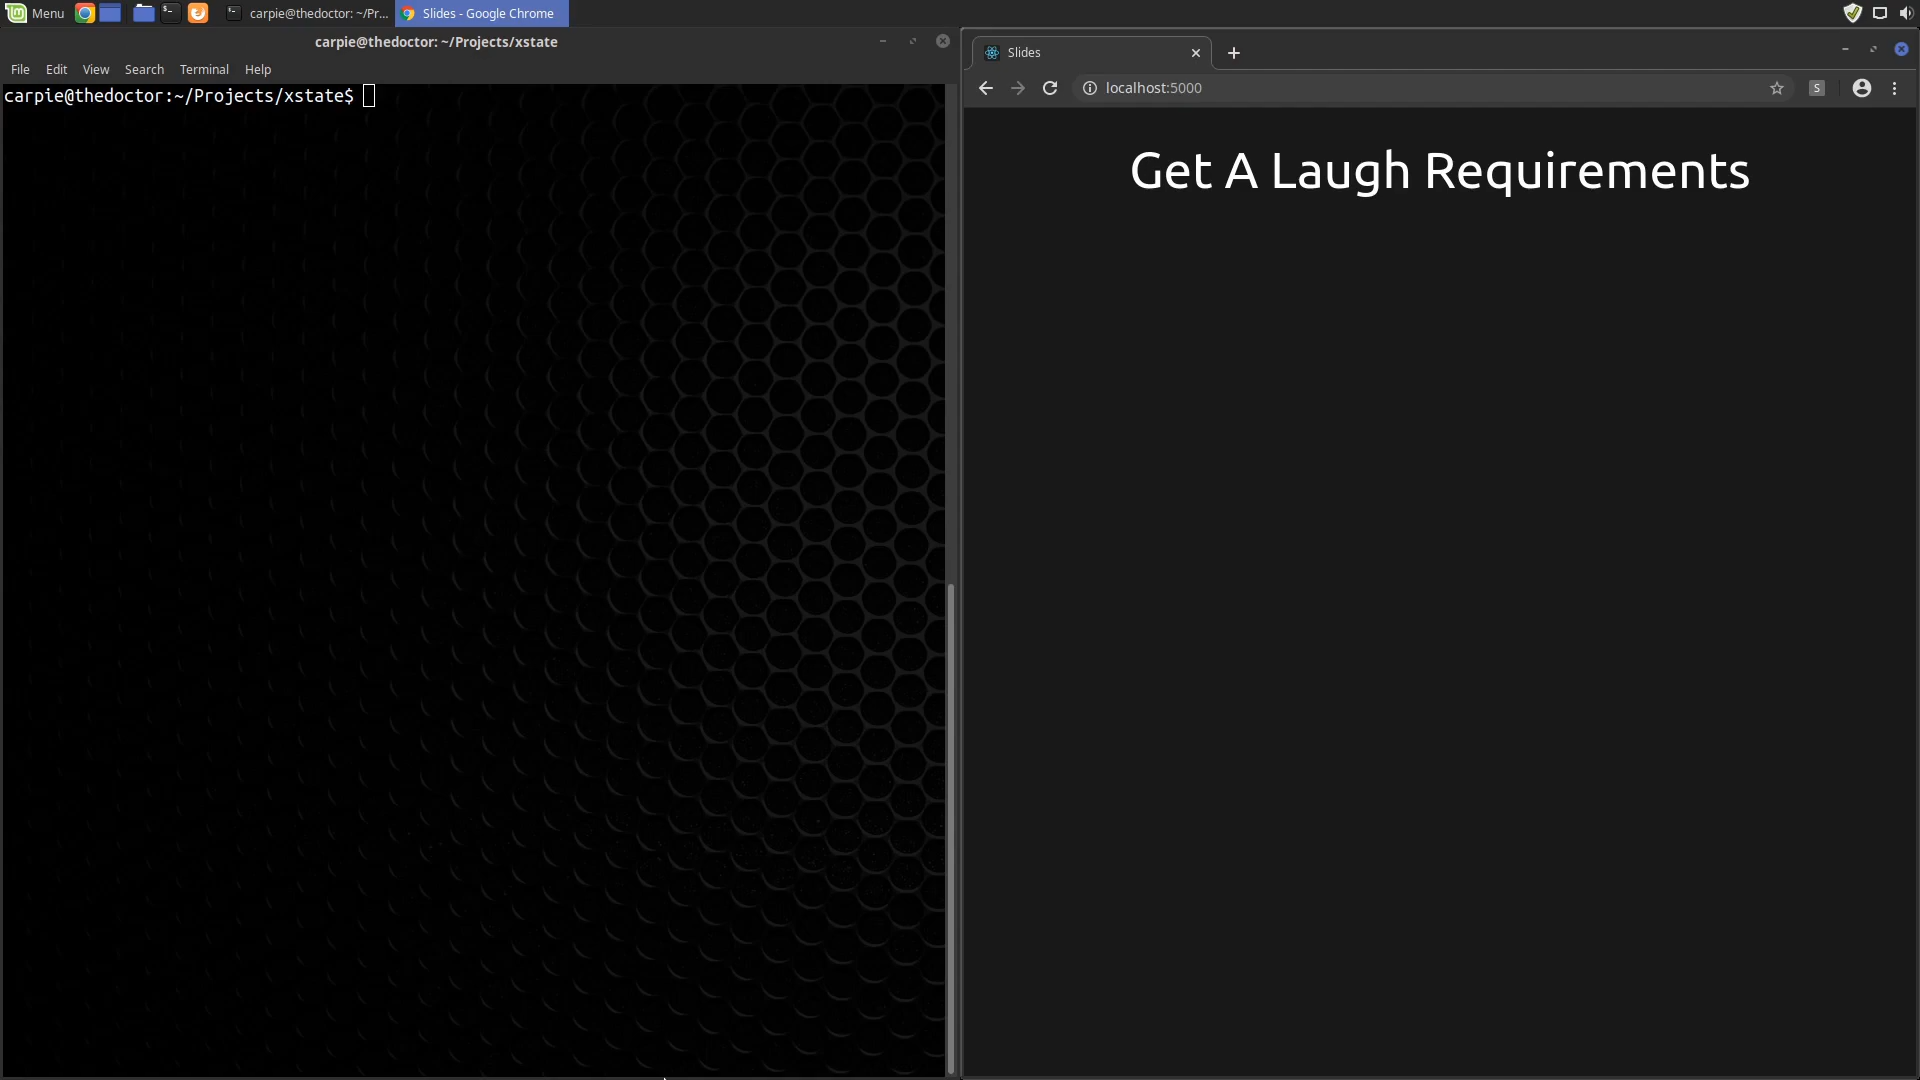 Menu
carpie@thedoctor: ~/Pr...
Slides - Google Chrome
carpie@thedoctor: ~/Projects/xstate
File Edit View Search Terminal Help
carpie@thedoctor:~/Projects/xstate$
Slides
localhost:5000
S
Get A Laugh Requirements